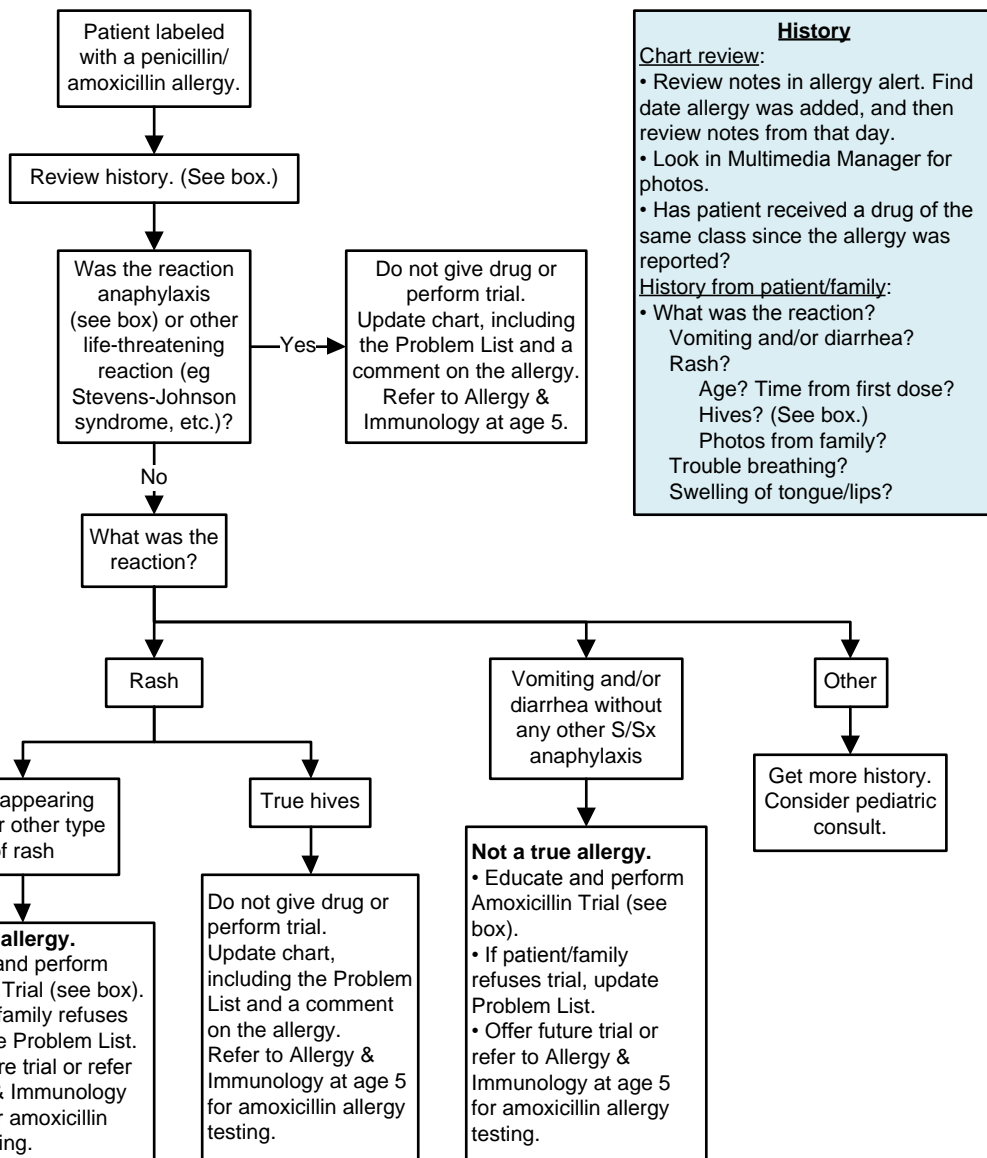 Patient labeled
with a penicillin/
amoxicillin allergy.
Review history. (See box.)
Was the reaction
anaphylaxis
(see box) or other
life-threatening
reaction (eg
Stevens-Johnson
syndrome, etc.)?
Yes
Do not give drug or
perform trial.
Update chart, including
the Problem List and a
comment on the allergy.
Refer to Allergy &
Immunology at age 5.
No
What was the
reaction?
History
Chart review:
• Review notes in allergy alert. Find
date allergy was added, and then
review notes from that day.
• Look in Multimedia Manager for
photos.
• Has patient received a drug of the
same class since the allergy was
reported?
History from patient/family:
• What was the reaction?
Vomiting and/or diarrhea?
Rash?
Age? Time from first dose?
Hives? (See box.)
Photos from family?
Trouble breathing?
Swelling of tongue/lips?
Rash
appearing
other type
rash
allergy.
and perform
Trial (see box).
family refuses
Problem List.
trial or refer
& Immunology
amoxicillin
True hives
Do not give drug or
perform trial.
Update chart,
including the Problem
List and a comment
on the allergy.
Refer to Allergy &
Immunology at age 5
for amoxicillin allergy
testing.
Vomiting and/or
diarrhea without
any other S/Sx
anaphylaxis
Not a true allergy.
• Educate and perform
Amoxicillin Trial (see
box).
• If patient/family
refuses trial, update
Problem List.
• Offer future trial or
refer to Allergy &
Immunology at age 5
for amoxicillin allergy
testing.
Other
Get more history.
Consider pediatric
consult.